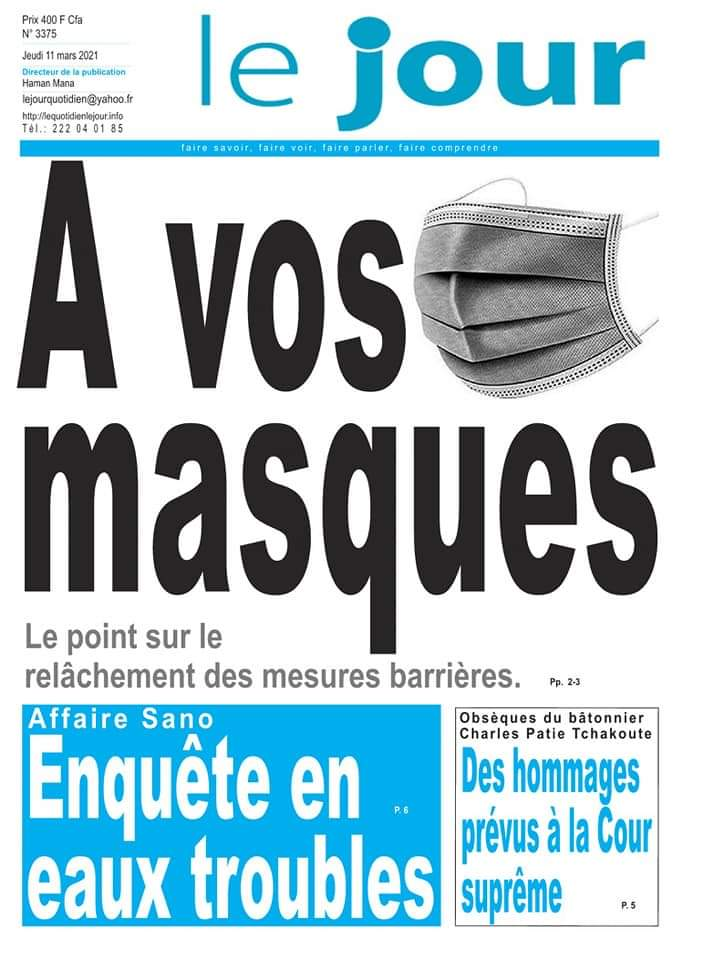 Prix 400 F Cfa
N° 3375
Jeudi 11 mars 2021
Directeur de la publication
Haman Mana
lejourquotidien@yahoo.fr
http://lequotidienlejour.info
Tél.: 222 04 01 85
le jour
faire savoir, faire voir, faire parler, faire comprendre
A vos
masques
Le point sur le
relâchement des mesures barrières.
Pp. 2-3
Affaire Sano
Enquête en
P. 6
eaux troubles
Obsèques du bâtonnier
Charles Patie Tchakoute
Des hommages
prévus à la Cour
suprême
P. 5